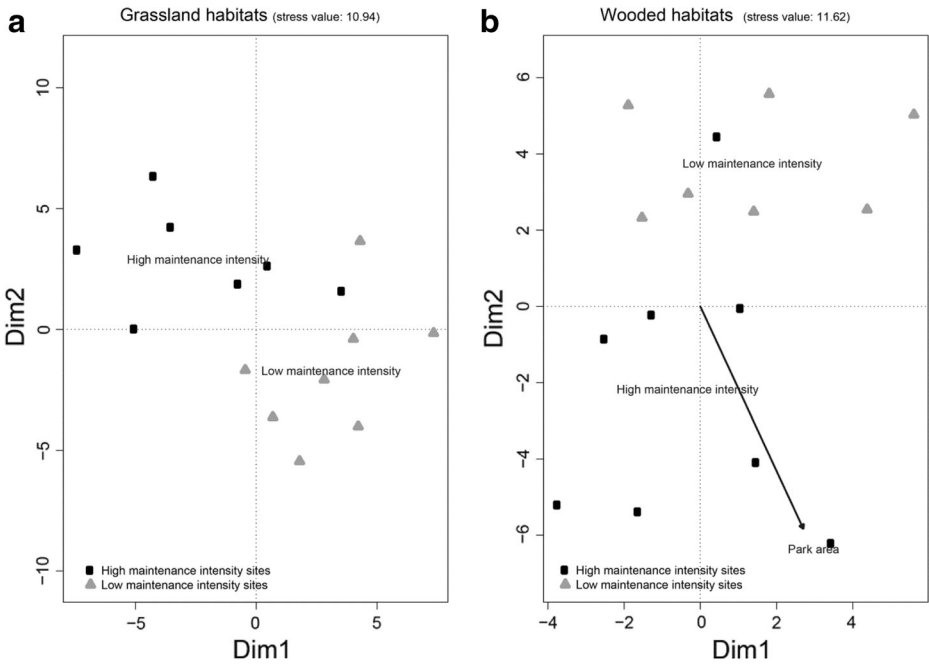 a
Grassland habitats (stress value: 10.94)
10
5
0
−5
−10
Dim2
High maintenance intensity
Low maintenance intensity
High maintenance intensity sites
Low maintenance intensity sites
−5
0
5
Dim1
b
Wooded habitats (stress value: 11.62)
6
4
2
0
−2
−4
−6
Dim2
Low maintenance intensity
High maintenance intensity
Park area
High maintenance intensity sites
Low maintenance intensity sites
−4
−2
0
2
4
Dim1